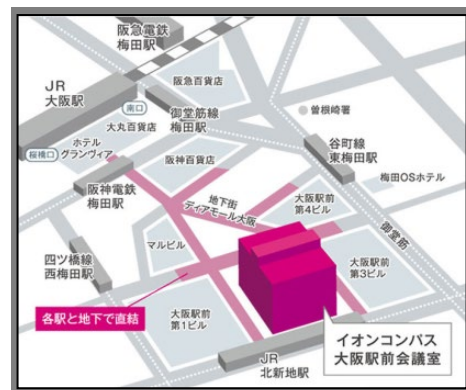 阪急電鉄
梅田駅
阪急百貨店
JR
大阪駅
南口
御堂筋線
梅田駅
大丸百貨店
曽根崎署
桜橋口
ホテル
グランヴィア
阪神百貨店
谷町線
東梅田駅
阪神電鉄
梅田駅
梅田OSホテル
地下街
ディアモール大阪
大阪駅前
第4ビル
御堂筋
マルビル
四ツ橋線
西梅田駅
大阪駅前
第3ビル
各駅と地下で直結
大阪駅前
第1ビル
イオンコンパス
大阪駅前会議室
JR
北新地駅